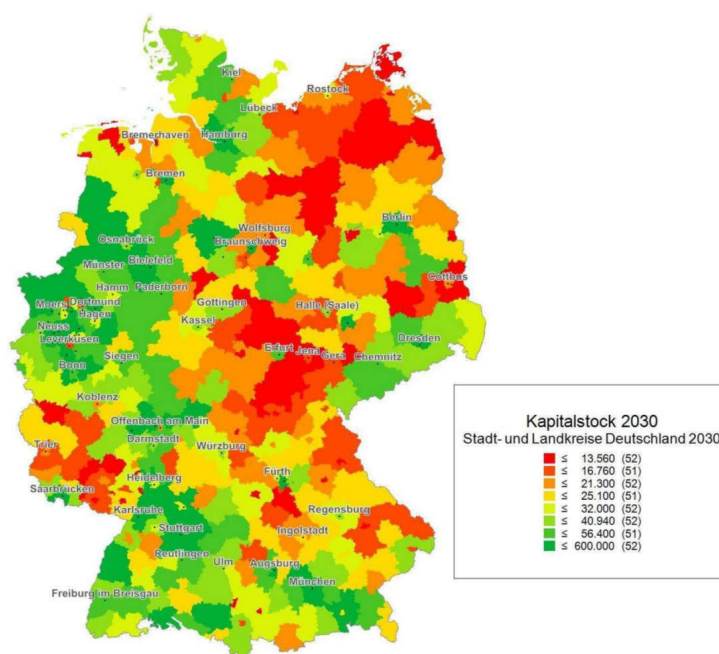 Kiel
Rostock
Lübeck
Bremerhaven
Hamburg
Bremen
Berlin
Wolfsburg
Osnabrück
Braunschweig
Münster
Bielefeld
Cottbus
Hamm
Paderborn
Moers
Dortmund
Göttingen
Halle (Saale)
Hagen
Kassel
Neuss
Leverkusen
Dresden
Erfurt
Jena
Gera
Siegen
Chemnitz
Bonn
Koblenz
Offenbach am Main
Trier
Darmstadt
Würzburg
Fürth
Heidelberg
Saarbrücken
Karlsruhe
Regensburg
Stuttgart
Ingolstadt
Reutlingen
Ulm
Augsburg
München
Freiburg im Breisgau
Kapitalstock 2030
Stadt- und Landkreise Deutschland 2030
≤ 13.560 (52)
≤ 16.760 (51)
≤ 21.300 (52)
≤ 25.100 (51)
≤ 32.000 (52)
≤ 40.940 (52)
≤ 56.400 (51)
≤ 600.000 (52)